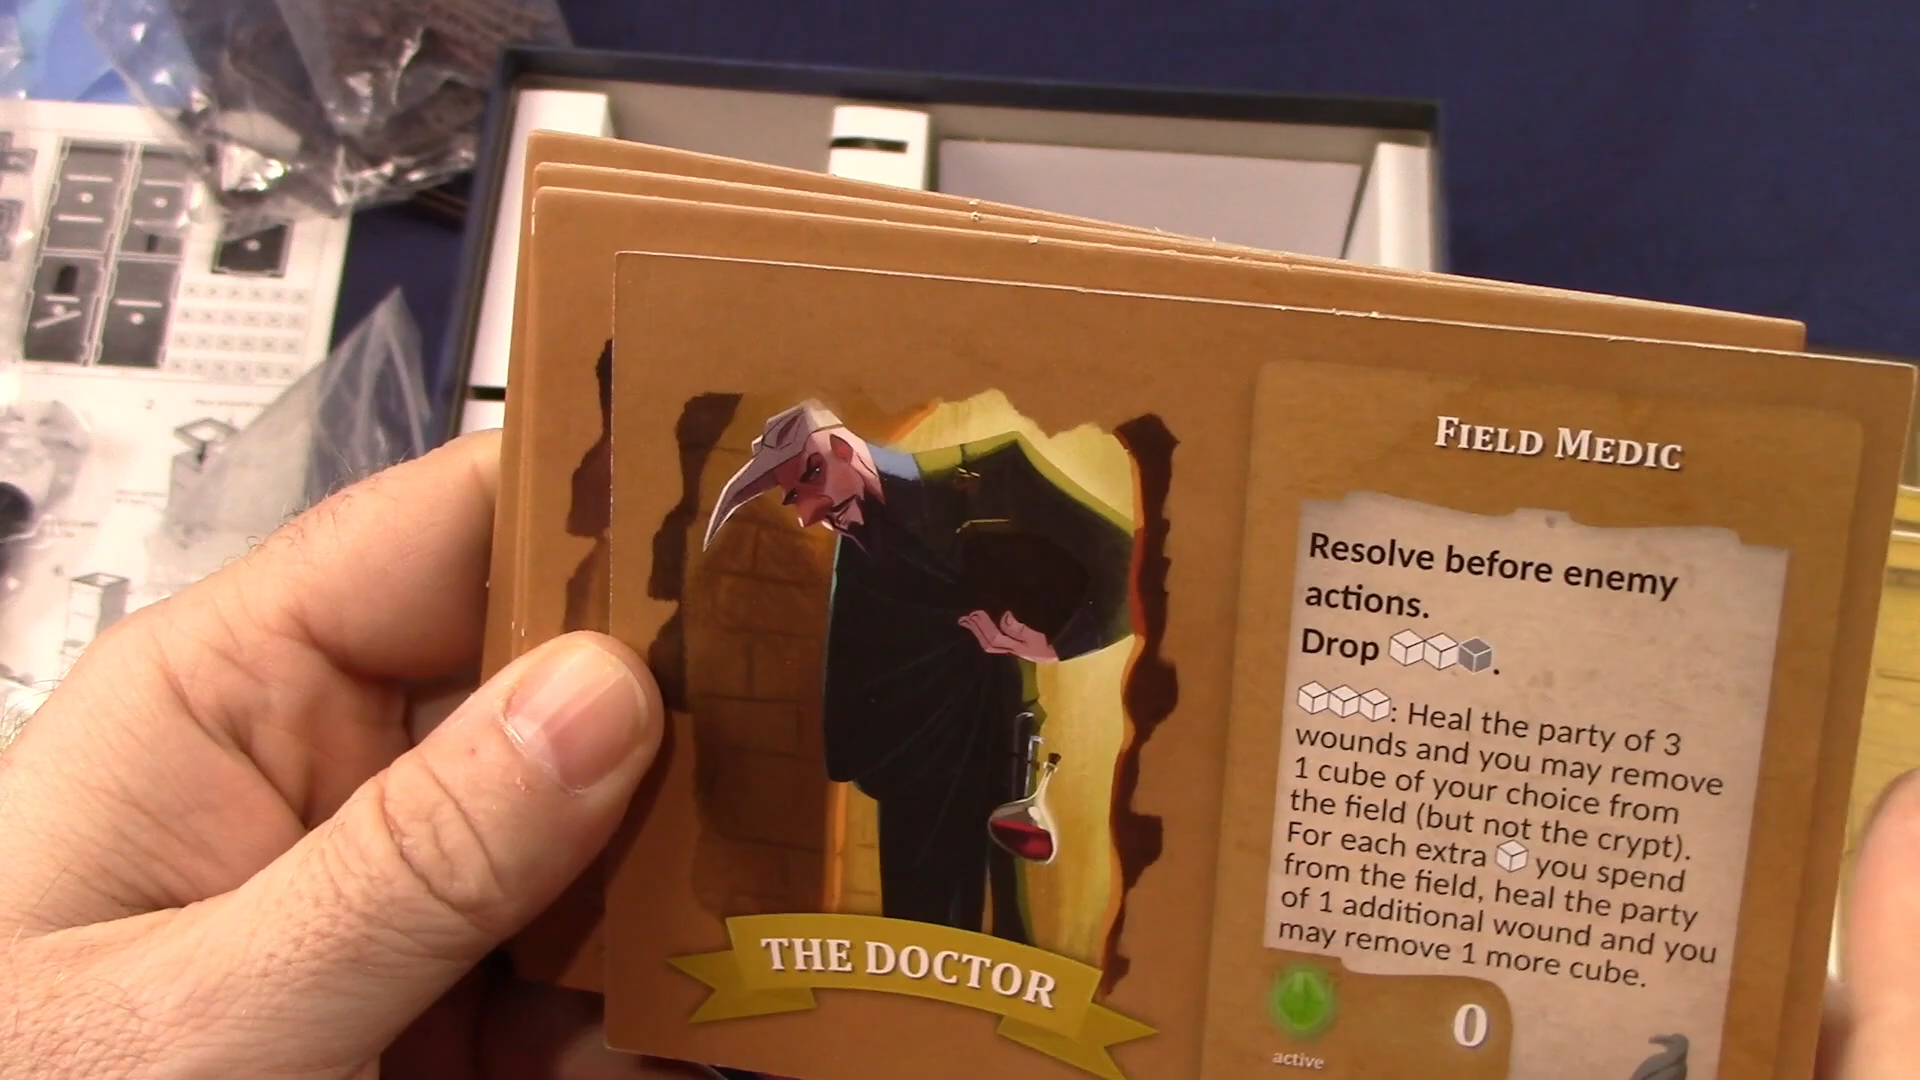 FIELD MEDIC
Resolve before enemy
actions.
Drop .
: Heal the party of 3
wounds and you may remove
1 cube of your choice from
the field (but not the crypt).
For each extra you spend
from the field, heal the party
of 1 additional wound and you
may remove 1 more cube.
THE DOCTOR
0
active
2